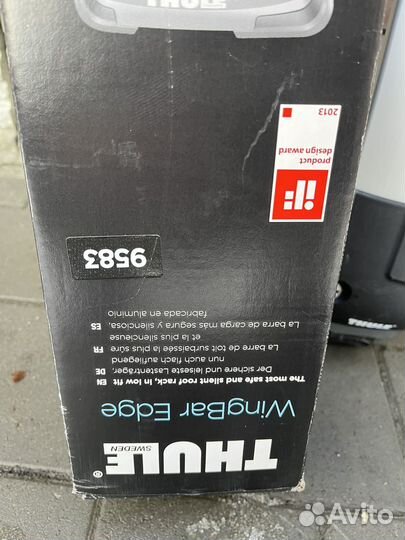 THULE®
SWEDEN
WingBar Edge
EN The most safe and silent roof rack, in low fit
DE Der sichere und leiseste Lastenträger,
nun auch flach aufliegend
FR La barre de toit surbaissée la plus sûre
et la plus silencieuse
ES La barra de carga más segura y silenciosa,
fabricada en aluminio
9583
iF
product
design award
2013
THULE
THULE
Avito